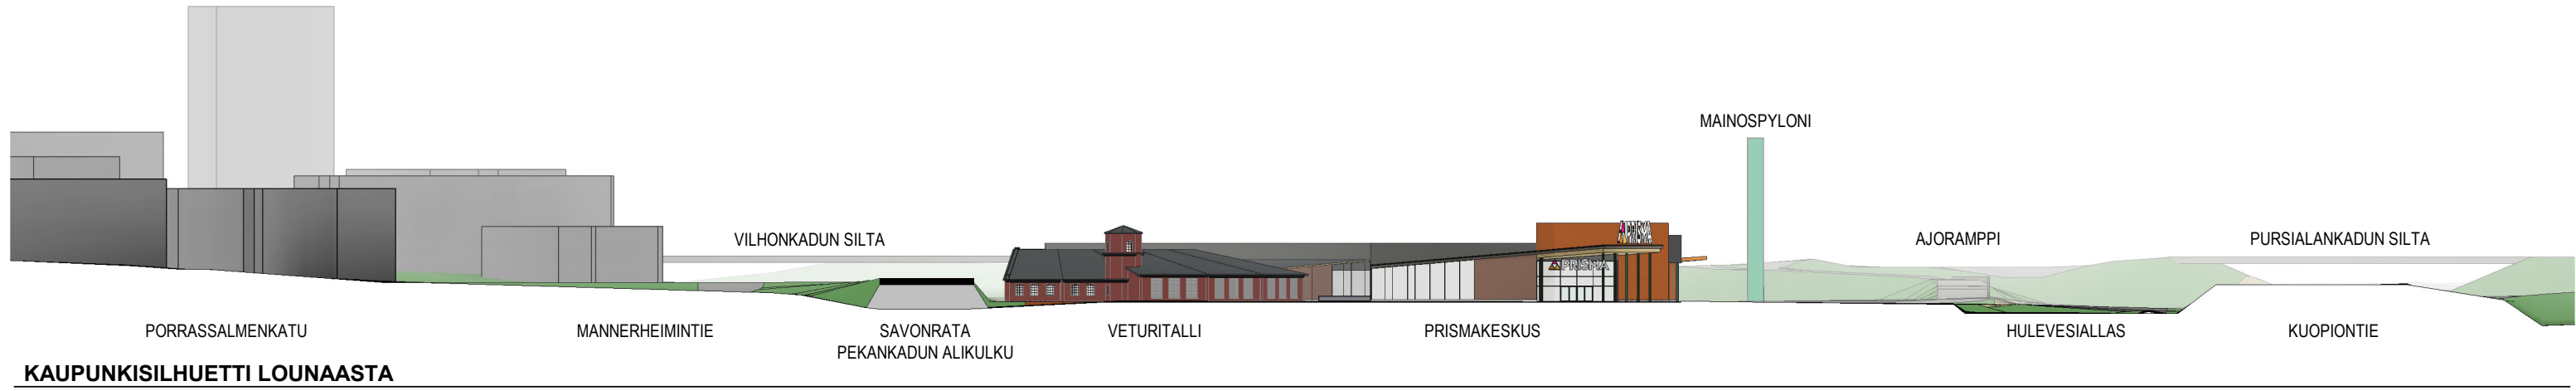 MAINOSPYLONI
VILHONKADUN SILTA
PRISMA
PRISMA
AJORAMPPI
PURSIALANKADUN SILTA
PORRASSALMENKATU
MANNERHEIMINTIE
SAVONRATA
PEKANKADUN ALIKULKU
VETURITALLI
PRISMAKESKUS
HULEVESIALLAS
KUOPIONTIE
KAUPUNKISILHUETTI LOUNAASTA